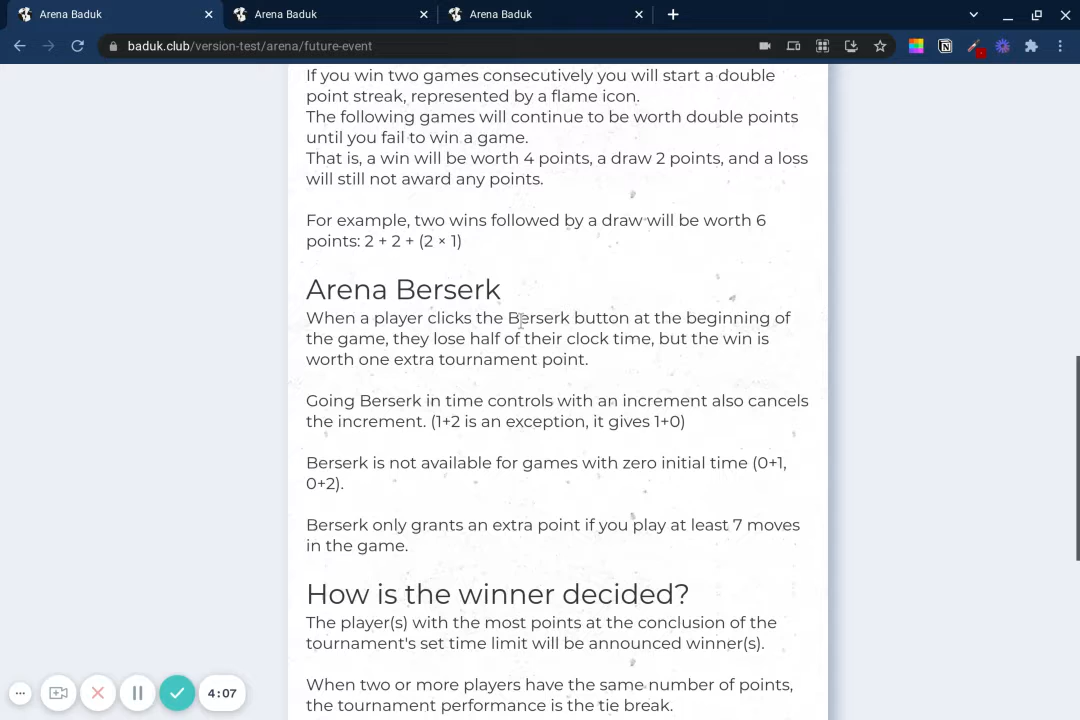 Arena Baduk
Arena Baduk
Arena Baduk
baduk.club/version-test/arena/future-event
If you win two games consecutively you will start a double
point streak, represented by a flame icon.
The following games will continue to be worth double points
until you fail to win a game.
That is, a win will be worth 4 points, a draw 2 points, and a loss
will still not award any points.
For example, two wins followed by a draw will be worth 6
points: 2 + 2 + (2 × 1)
Arena Berserk
When a player clicks the Berserk button at the beginning of
the game, they lose half of their clock time, but the win is
worth one extra tournament point.
Going Berserk in time controls with an increment also cancels
the increment. (1+2 is an exception, it gives 1+0)
Berserk is not available for games with zero initial time (0+1,
0+2).
Berserk only grants an extra point if you play at least 7 moves
in the game.
How is the winner decided?
The player(s) with the most points at the conclusion of the
tournament's set time limit will be announced winner(s).
When two or more players have the same number of points,
the tournament performance is the tie break.
4:07